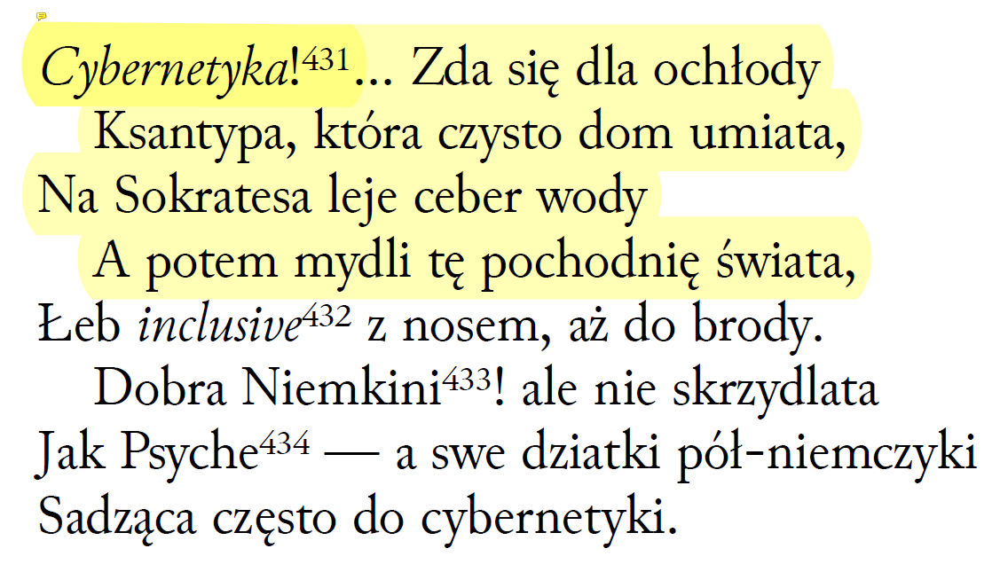 Cybernetyka!431... Zda się dla ochłody
Ksantypa, która czysto dom umiata,
Na Sokratesa leje ceber wody
A potem mydli tę pochodnię świata,
Łeb inclusive432 z nosem, aż do brody.
Dobra Niemkini433! ale nie skrzydlata
Jak Psyche434 — a swe dziatki pół-niemczyki
Sadząca często do cybernetyki.